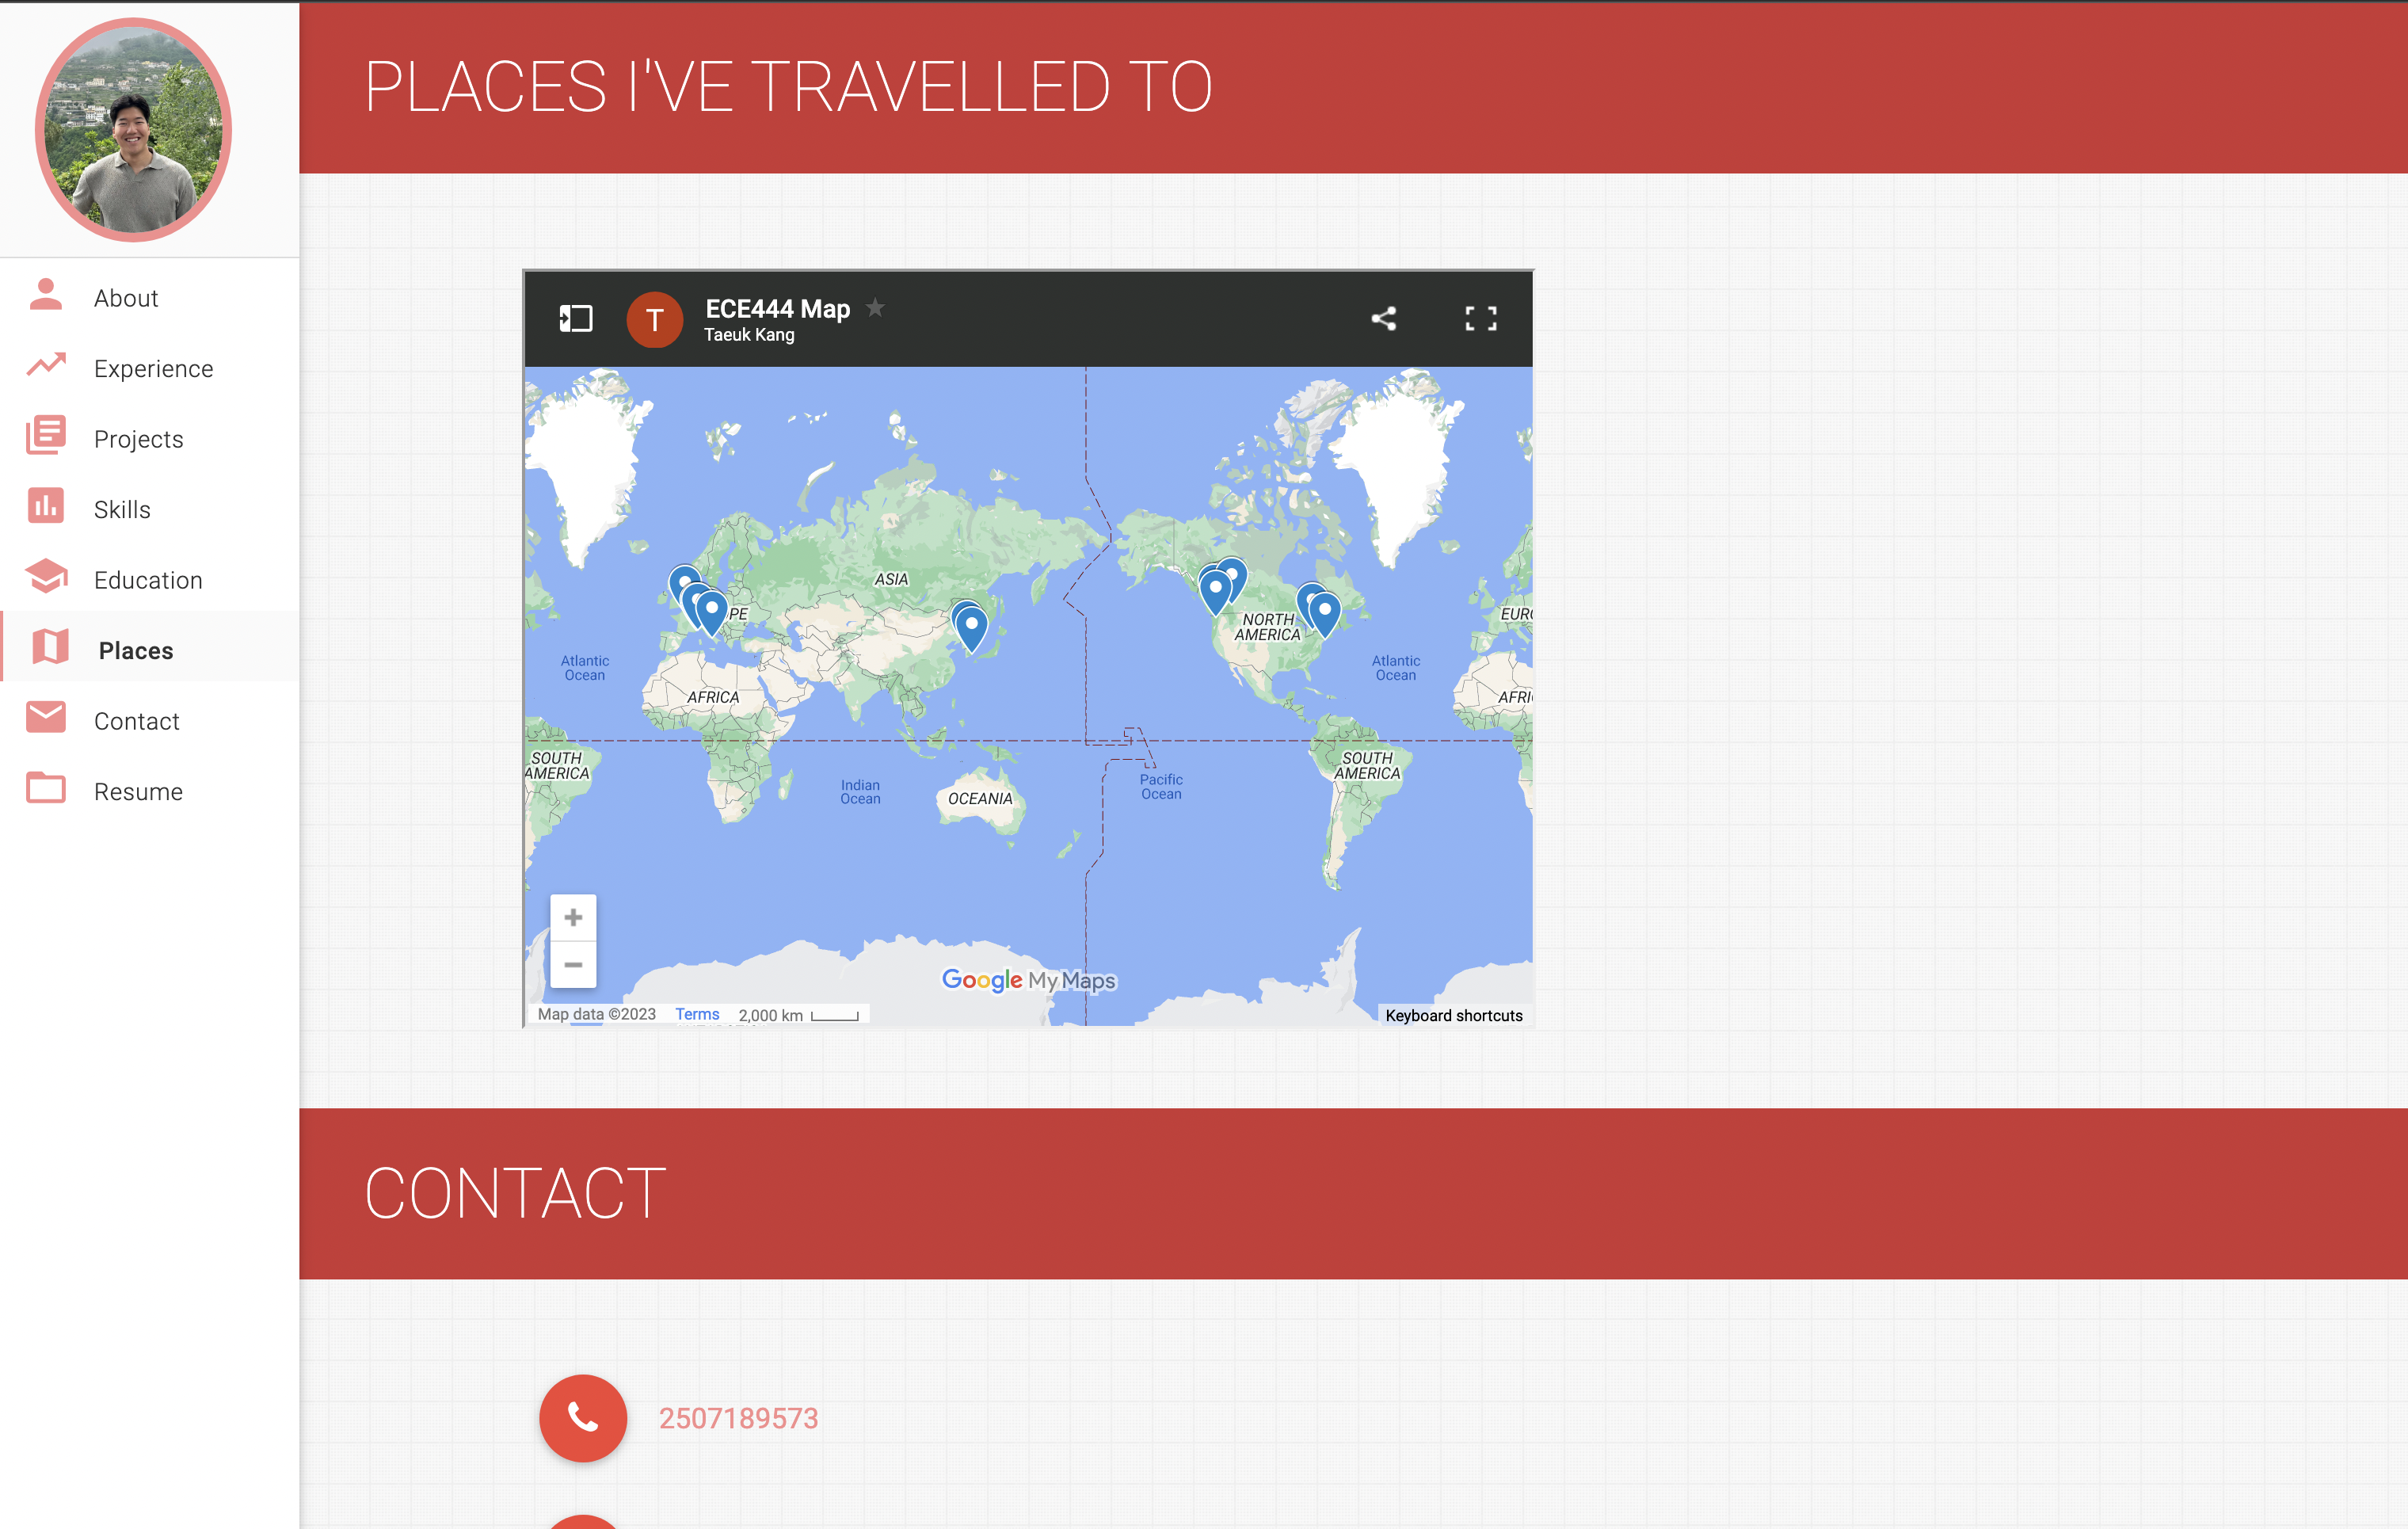 PLACES I'VE TRAVELLED TO
About
Experience
Projects
Skills
Education
Places
Contact
Resume
T
ECE444 Map
Taeuk Kang
ASIA
PE
NORTH
AMERICA
EURO
Atlantic
Ocean
Atlantic
Ocean
AFRICA
AFRI
SOUTH
AMERICA
Indian
Ocean
OCEANIA
Pacific
Ocean
SOUTH
AMERICA
+
−
Google My Maps
Map data ©2023 Terms 2,000 km
Keyboard shortcuts
CONTACT
2507189573